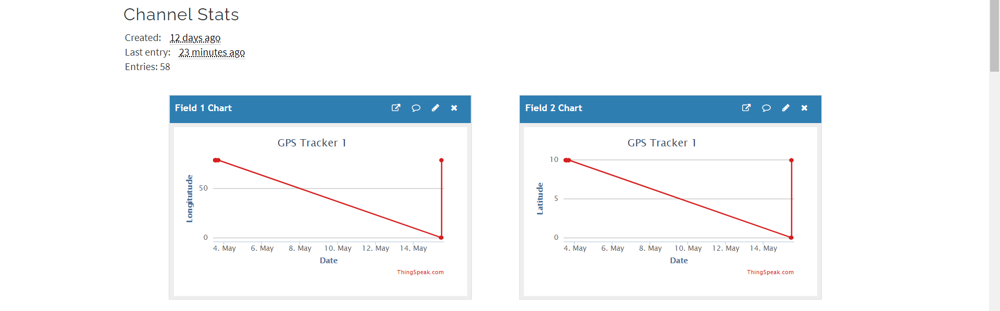 Channel Stats
Created: 12 days ago
Last entry: 23 minutes ago
Entries: 58
Field 1 Chart
GPS Tracker 1
Longitutude
50
0
4. May 6. May 8. May 10. May 12. May 14. May
Date
ThingSpeak.com
Field 2 Chart
GPS Tracker 1
Latitude
10
5
0
4. May 6. May 8. May 10. May 12. May 14. May
Date
ThingSpeak.com